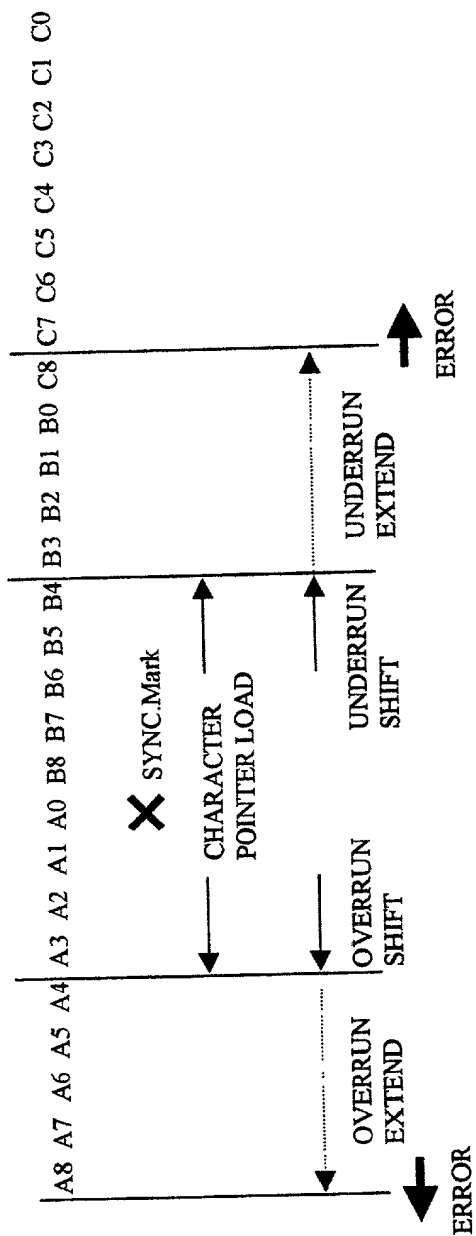 A8 A7 A6 A5 A4 A3 A2 A1 A0 B8 B7 B6 B5 B4 B3 B2 B1 B0 C8 C7 C6 C5 C4 C3 C2 C1 C0
SYNC.Mark
CHARACTER
POINTER LOAD
OVERRUN
EXTEND
OVERRUN
SHIFT
UNDERRUN
SHIFT
UNDERRUN
EXTEND
ERROR
ERROR